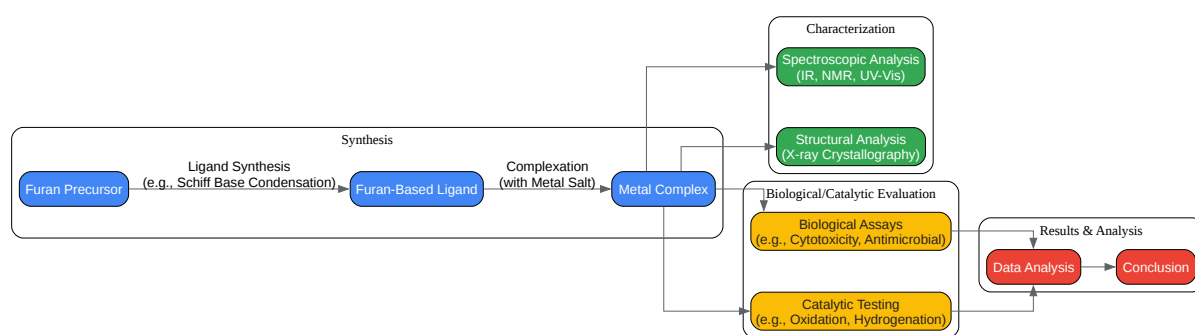 Characterization
Spectroscopic Analysis
(IR, NMR, UV-Vis)
Structural Analysis
(X-ray Crystallography)
Synthesis
Furan Precursor
Ligand Synthesis
(e.g., Schiff Base Condensation)
Furan-Based Ligand
Complexation
(with Metal Salt)
Metal Complex
Biological/Catalytic Evaluation
Biological Assays
(e.g., Cytotoxicity, Antimicrobial)
Catalytic Testing
(e.g., Oxidation, Hydrogenation)
Results & Analysis
Data Analysis
Conclusion